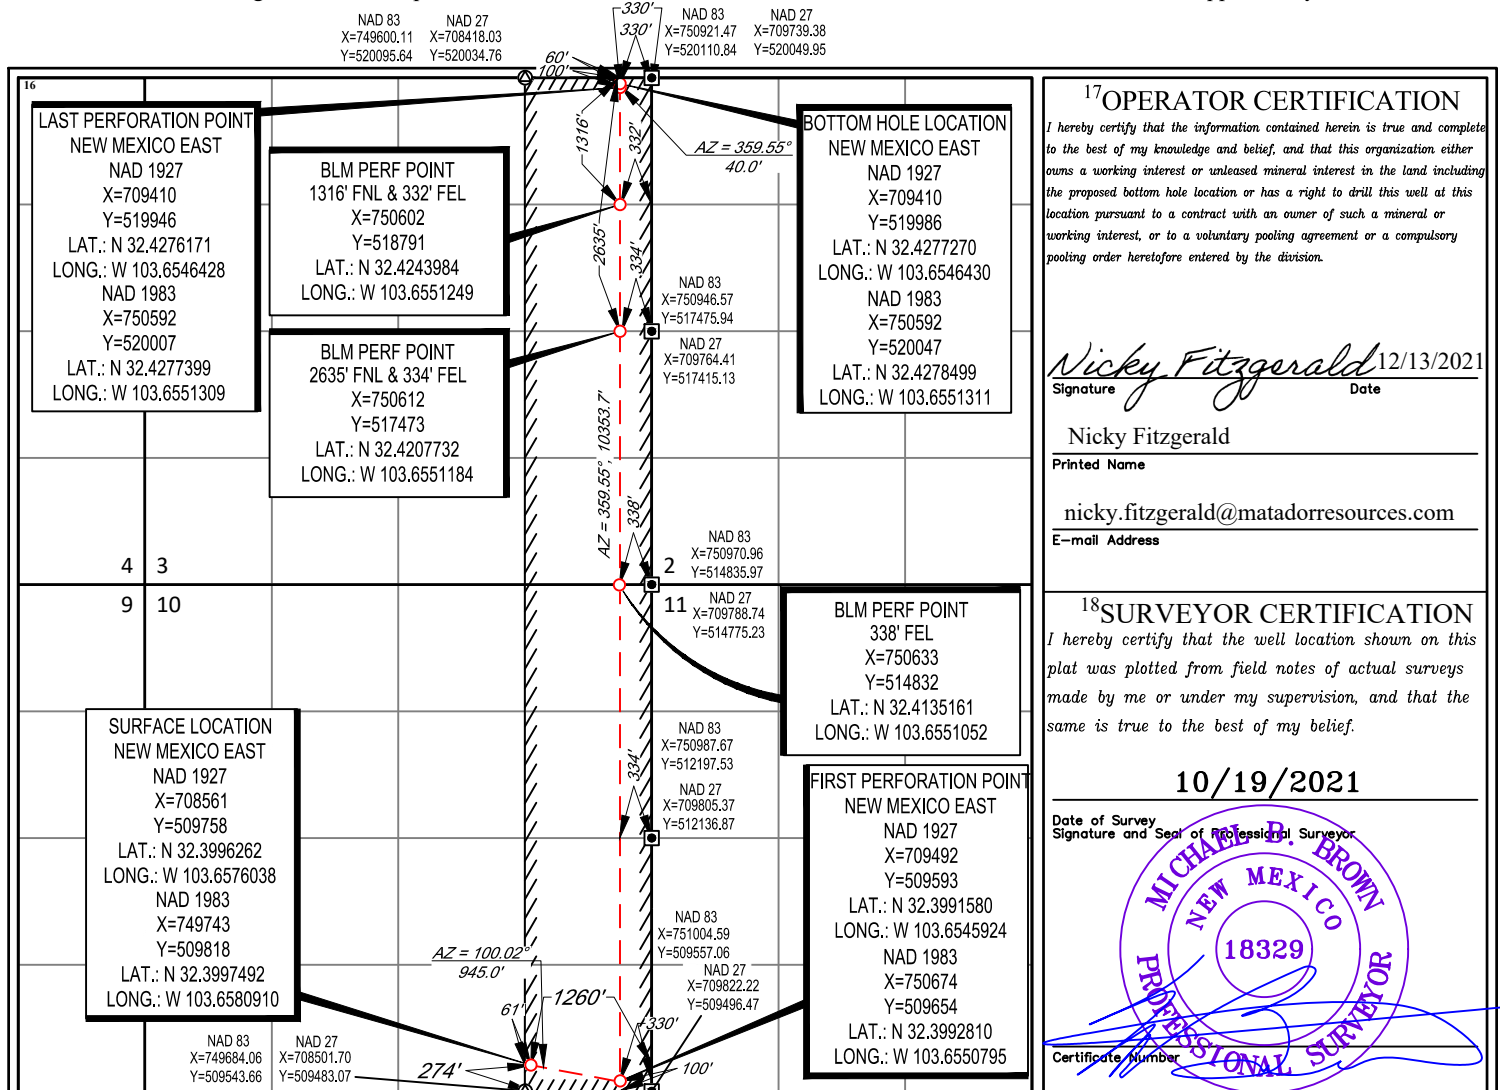 NAD 83
X=749600.11
Y=520095.64
NAD 27
X=708418.03
Y=520034.76
330'
330'
NAD 83
X=750921.47
Y=520110.84
NAD 27
X=709739.38
Y=520049.95
60'
100'
16
LAST PERFORATION POINT
NEW MEXICO EAST
NAD 1927
X=709410
Y=519946
LAT.: N 32.4276171
LONG.: W 103.6546428
NAD 1983
X=750592
Y=520007
LAT.: N 32.4277399
LONG.: W 103.6551309
BLM PERF POINT
1316' FNL & 332' FEL
X=750602
Y=518791
LAT.: N 32.4243984
LONG.: W 103.6551249
BLM PERF POINT
2635' FNL & 334' FEL
X=750612
Y=517473
LAT.: N 32.4207732
LONG.: W 103.6551184
1316'
332'
2635'
334'
AZ = 359.55°
40.0'
BOTTOM HOLE LOCATION
NEW MEXICO EAST
NAD 1927
X=709410
Y=519986
LAT.: N 32.4277270
LONG.: W 103.6546430
NAD 1983
X=750592
Y=520047
LAT.: N 32.4278499
LONG.: W 103.6551311
NAD 83
X=750946.57
Y=517475.94
NAD 27
X=709764.41
Y=517415.13
AZ = 359.55°, 10353.7'
338'
4 3
9 10
2
11
NAD 83
X=750970.96
Y=514835.97
NAD 27
X=709788.74
Y=514775.23
BLM PERF POINT
338' FEL
X=750633
Y=514832
LAT.: N 32.4135161
LONG.: W 103.6551052
SURFACE LOCATION
NEW MEXICO EAST
NAD 1927
X=708561
Y=509758
LAT.: N 32.3996262
LONG.: W 103.6576038
NAD 1983
X=749743
Y=509818
LAT.: N 32.3997492
LONG.: W 103.6580910
334'
NAD 83
X=750987.67
Y=512197.53
NAD 27
X=709805.37
Y=512136.87
FIRST PERFORATION POINT
NEW MEXICO EAST
NAD 1927
X=709492
Y=509593
LAT.: N 32.3991580
LONG.: W 103.6545924
NAD 1983
X=750674
Y=509654
LAT.: N 32.3992810
LONG.: W 103.6550795
NAD 83
X=751004.59
Y=509557.06
NAD 27
X=709822.22
Y=509496.47
AZ = 100.02°
945.0'
61'
1260'
330'
100'
274'
NAD 83
X=749684.06
Y=509543.66
NAD 27
X=708501.70
Y=509483.07
17OPERATOR CERTIFICATION
I hereby certify that the information contained herein is true and complete
to the best of my knowledge and belief, and that this organization either
owns a working interest or unleased mineral interest in the land including
the proposed bottom hole location or has a right to drill this well at this
location pursuant to a contract with an owner of such a mineral or
working interest, or to a voluntary pooling agreement or a compulsory
pooling order heretofore entered by the division.
Nicky Fitzgerald 12/13/2021
Signature Date
Nicky Fitzgerald
Printed Name
nicky.fitzgerald@matadorresources.com
E-mail Address
18SURVEYOR CERTIFICATION
I hereby certify that the well location shown on this
plat was plotted from field notes of actual surveys
made by me or under my supervision, and that the
same is true to the best of my belief.
10/19/2021
Date of Survey
Signature and Seal of Professional Surveyor
MICHAEL B. BROWN
NEW MEXICO
18329
PROFESSIONAL SURVEYOR
Certificate Number